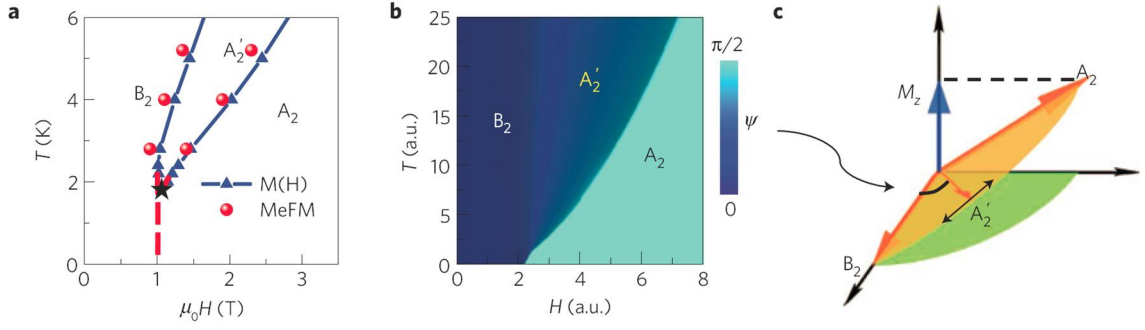 a
6
4
2
0
T (K)
0
1
2
3
μ₀H (T)
B₂
A₂′
A₂
M(H)
MeFM
b
25
20
15
10
5
0
T (a.u.)
0
2
4
6
8
H (a.u.)
B₂
A₂′
A₂
π/2
ψ
0
c
M_z
A₂
A₂′
B₂